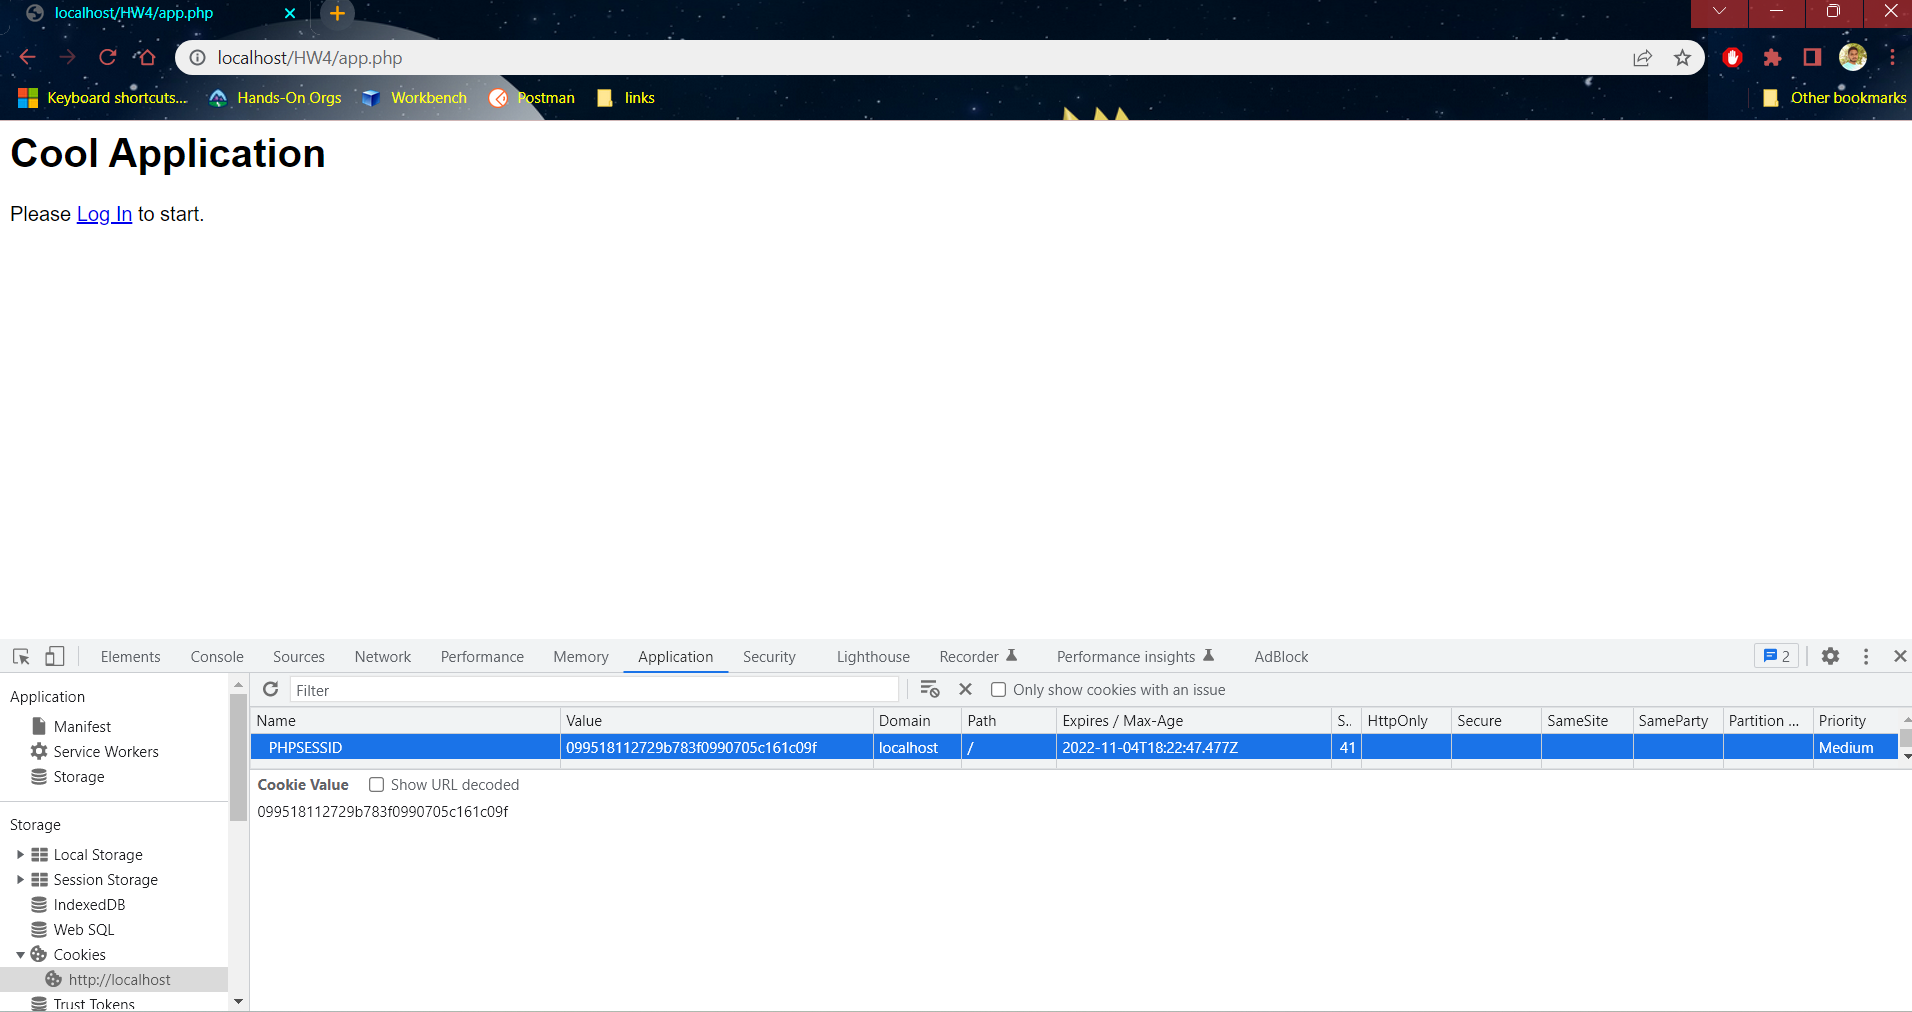 localhost/HW4/app.php
localhost/HW4/app.php
Keyboard shortcuts... Hands-On Orgs Workbench Postman links Other bookmarks
Cool Application
Please Log In to start.
Elements Console Sources Network Performance Memory Application Security Lighthouse Recorder Performance insights AdBlock 2
Application
Manifest
Service Workers
Storage
Storage
Local Storage
Session Storage
IndexedDB
Web SQL
Cookies
http://localhost
Trust Tokens
Filter Only show cookies with an issue
Name Value Domain Path Expires / Max-Age S.. HttpOnly Secure SameSite SameParty Partition ... Priority
PHPSESSID 099518112729b783f0990705c161c09f localhost / 2022-11-04T18:22:47.477Z 41 Medium
Cookie Value Show URL decoded
099518112729b783f0990705c161c09f